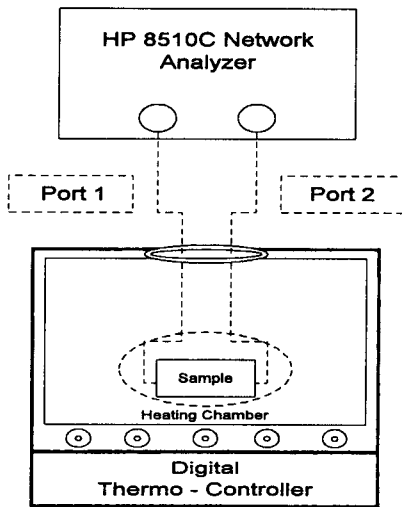 HP 8510C Network
Analyzer
Port 1
Port 2
Sample
Heating Chamber
Digital
Thermo - Controller